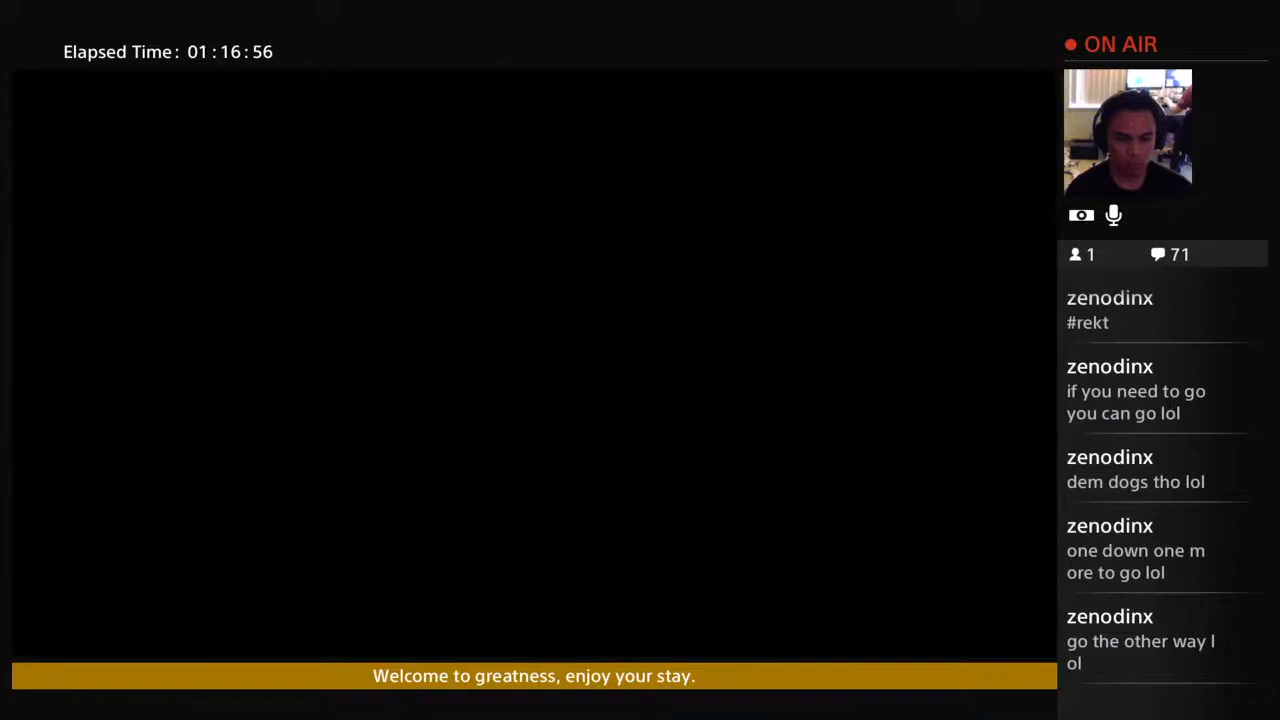 Elapsed Time: 01:16:56
ON AIR
1
71
zenodinx
#rekt
zenodinx
if you need to go
you can go lol
zenodinx
dem dogs tho lol
zenodinx
one down one m
ore to go lol
zenodinx
go the other way l
ol
Welcome to greatness, enjoy your stay.